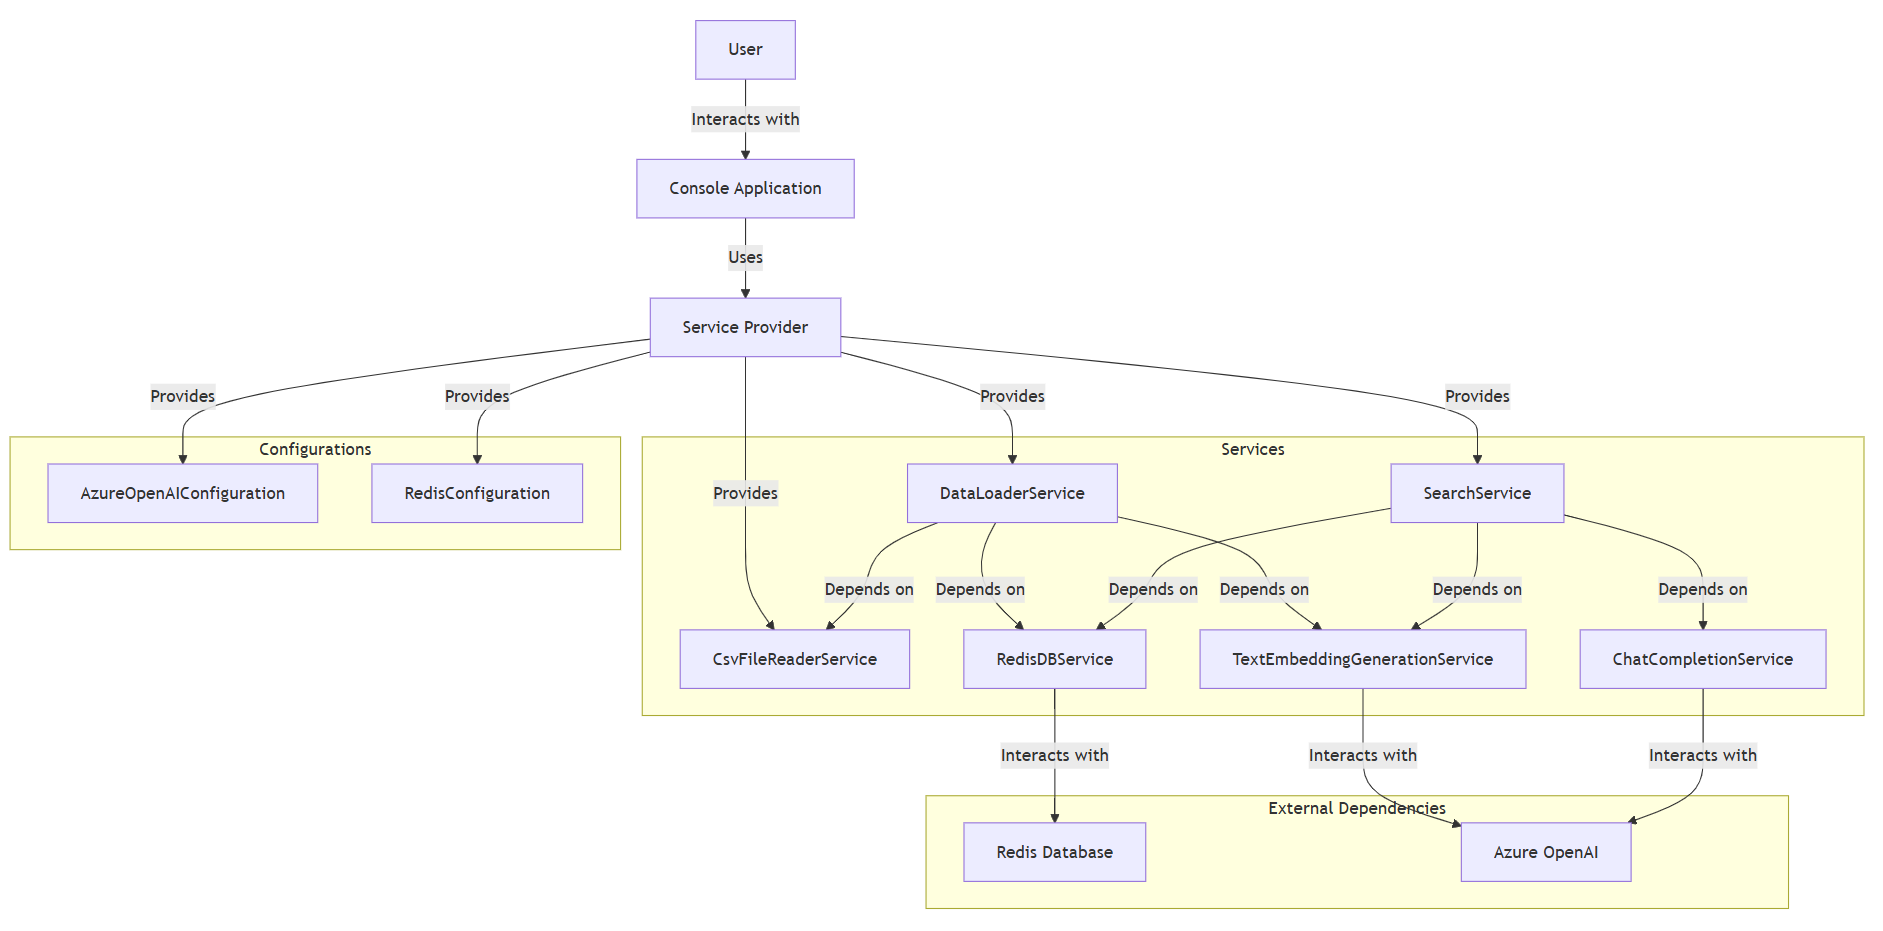 User
Interacts with
Console Application
Uses
Service Provider
Provides
Provides
Provides
Provides
Configurations
Services
AzureOpenAIConfiguration
RedisConfiguration
Provides
DataLoaderService
SearchService
Depends on
Depends on
Depends on
Depends on
Depends on
Depends on
CsvFileReaderService
RedisDBService
TextEmbeddingGenerationService
ChatCompletionService
Interacts with
Interacts with
Interacts with
External Dependencies
Redis Database
Azure OpenAI